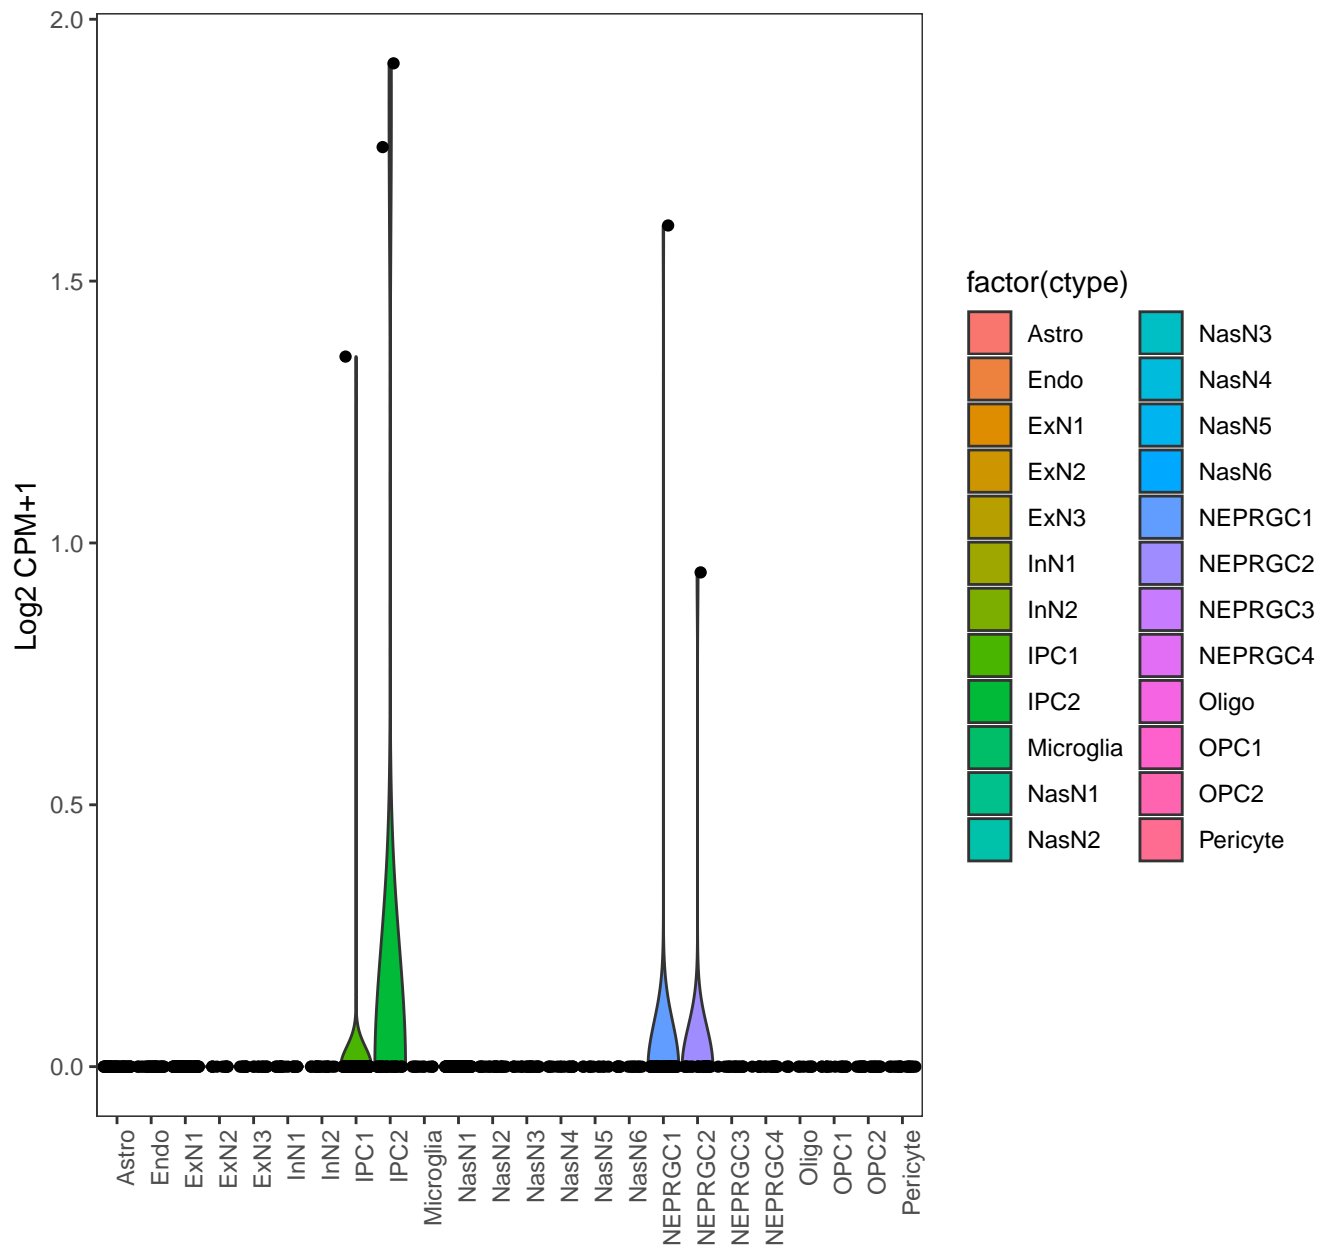 2.0
1.5
1.0
0.5
0.0
Log2 CPM+1
Astro
Endo
ExN1
ExN2
ExN3
InN1
InN2
IPC1
IPC2
Microglia
NasN1
NasN2
NasN3
NasN4
NasN5
NasN6
NEPRGC1
NEPRGC2
NEPRGC3
NEPRGC4
Oligo
OPC1
OPC2
Pericyte
factor(ctype)
Astro
Endo
ExN1
ExN2
ExN3
InN1
InN2
IPC1
IPC2
Microglia
NasN1
NasN2
NasN3
NasN4
NasN5
NasN6
NEPRGC1
NEPRGC2
NEPRGC3
NEPRGC4
Oligo
OPC1
OPC2
Pericyte